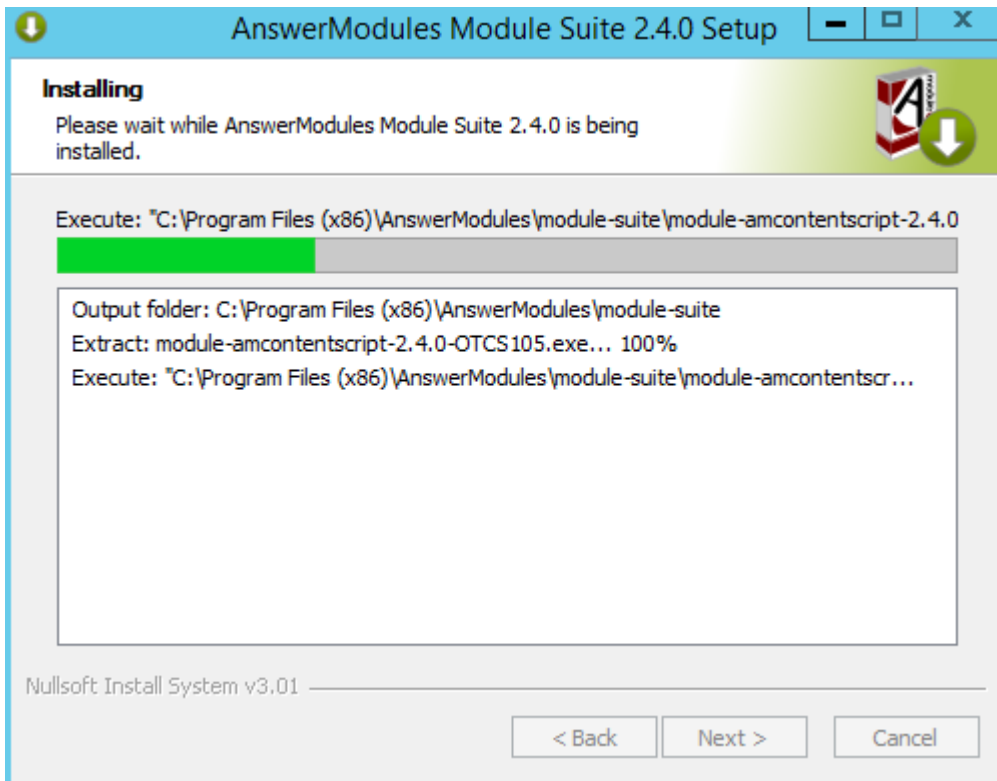 AnswerModules Module Suite 2.4.0 Setup
Installing
Please wait while AnswerModules Module Suite 2.4.0 is being
installed.
Execute: "C:\Program Files (x86)\AnswerModules\module-suite\module-amcontentscript-2.4.0
Output folder: C:\Program Files (x86)\AnswerModules\module-suite
Extract: module-amcontentscript-2.4.0-OTCS105.exe... 100%
Execute: "C:\Program Files (x86)\AnswerModules\module-suite\module-amcontentscr...
Nullsoft Install System v3.01
< Back
Next >
Cancel